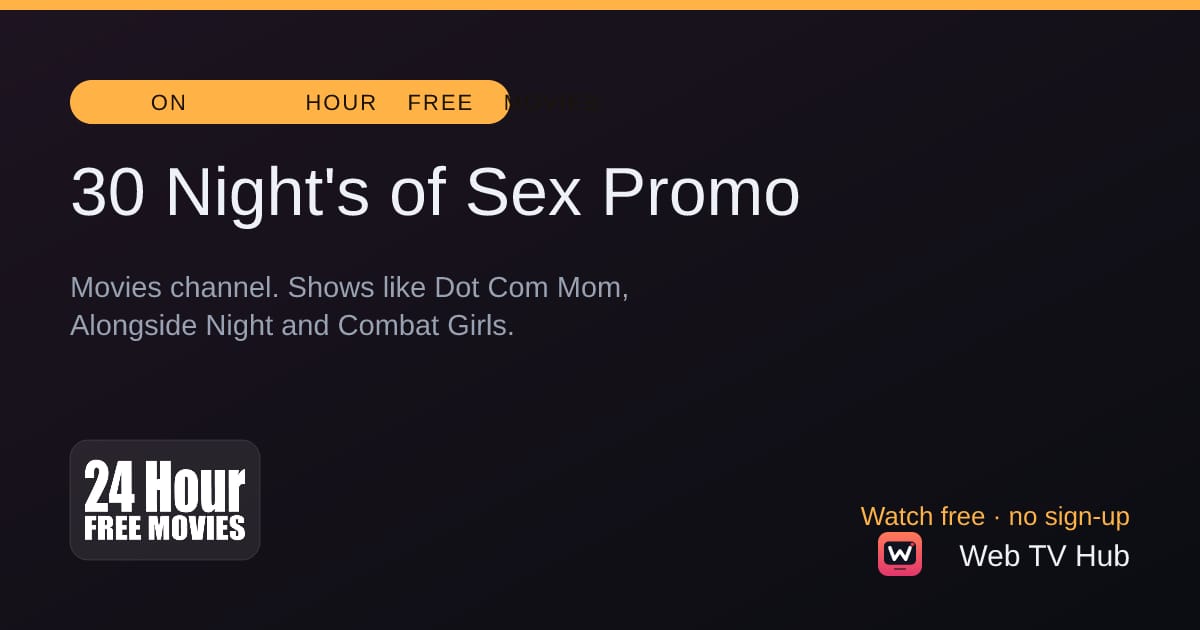 ON HOUR FREE MOVIES
30 Night's of Sex Promo
Movies channel. Shows like Dot Com Mom,
Alongside Night and Combat Girls.
24 Hour
FREE MOVIES
Watch free · no sign-up
W
Web TV Hub